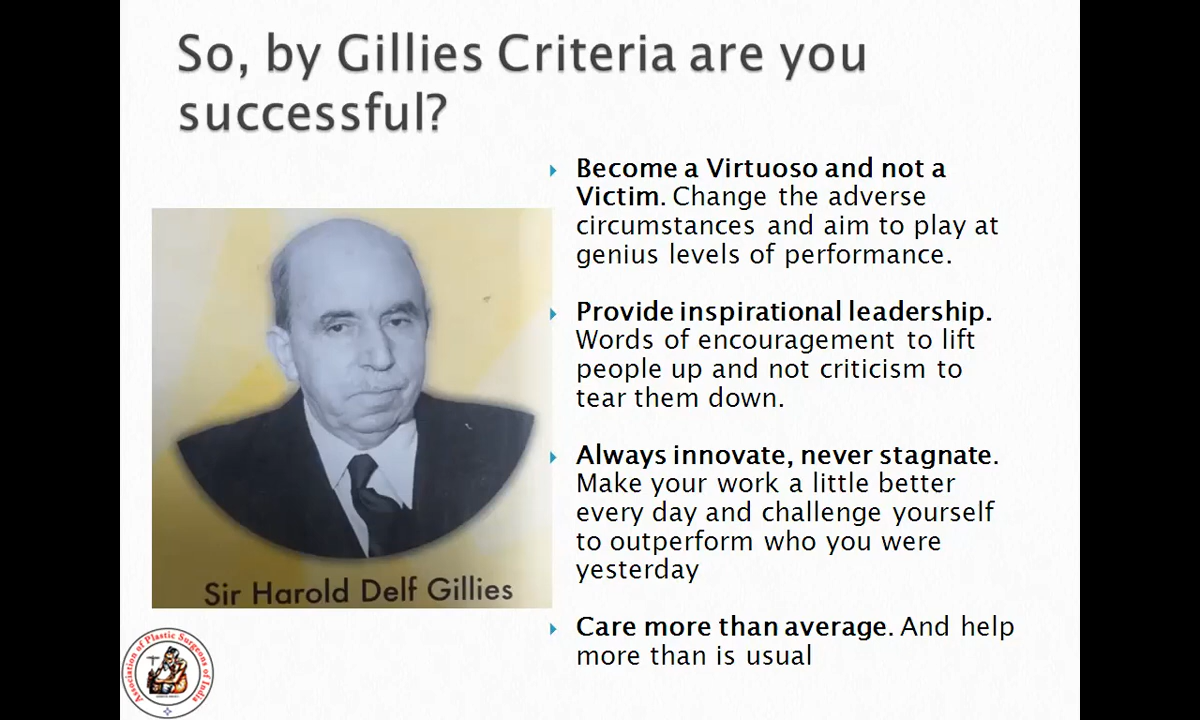 So, by Gillies Criteria are you
successful?
Become a Virtuoso and not a
Victim. Change the adverse
circumstances and aim to play at
genius levels of performance.
Provide inspirational leadership.
Words of encouragement to lift
people up and not criticism to
tear them down.
Always innovate, never stagnate.
Make your work a little better
every day and challenge yourself
to outperform who you were
yesterday
Care more than average. And help
more than is usual
Sir Harold Delf Gillies
Association of Plastic Surgeons of India